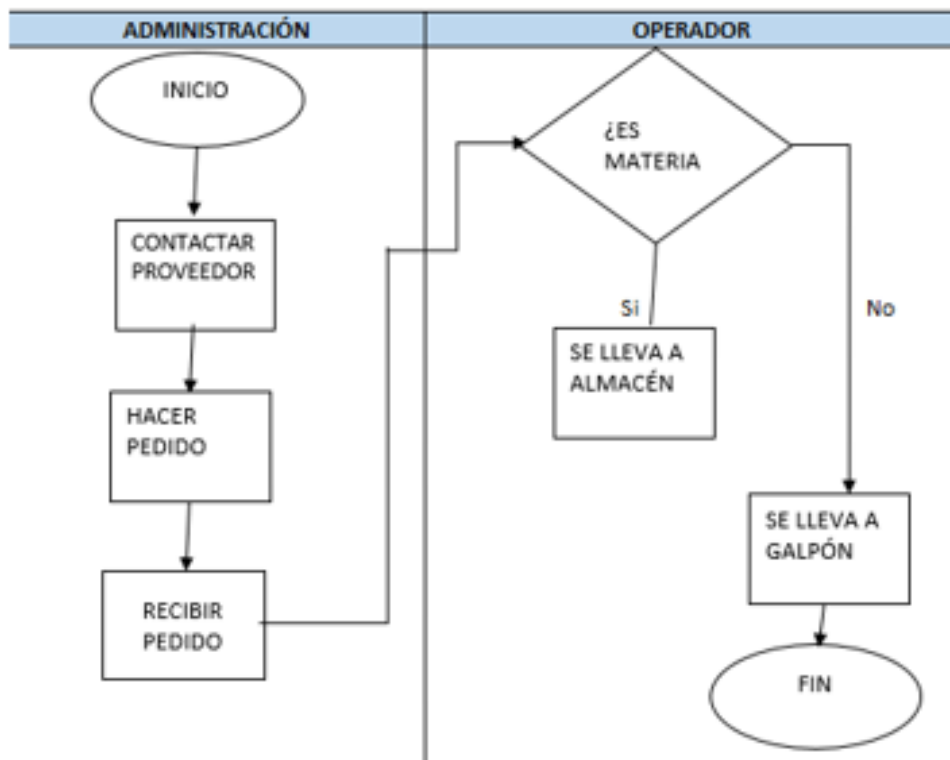 ADMINISTRACIÓN
OPERADOR
INICIO
¿ES
MATERIA
CONTACTAR
PROVEEDOR
Si
No
SE LLEVA A
ALMACÉN
HACER
PEDIDO
SE LLEVA A
GALPÓN
RECIBIR
PEDIDO
FIN